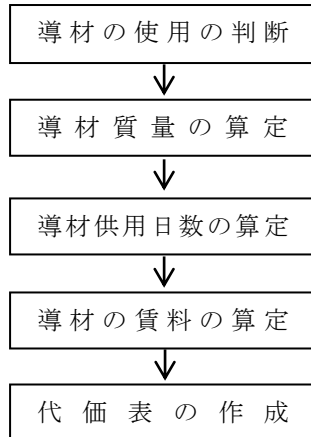 導材の使用の判断
導材質量の算定
導材供用日数の算定
導材の賃料の算定
代価表の作成